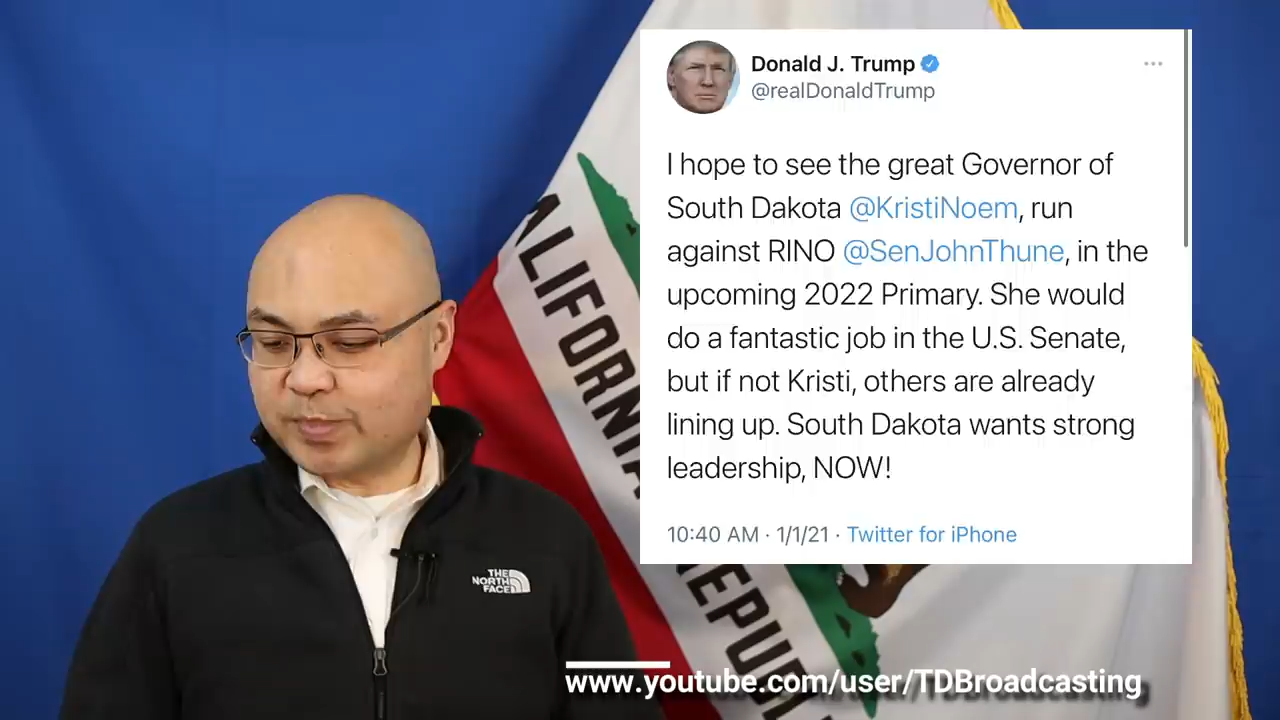 Donald J. Trump
@realDonaldTrump
I hope to see the great Governor of
South Dakota @KristiNoem, run
against RINO @SenJohnThune, in the
upcoming 2022 Primary. She would
do a fantastic job in the U.S. Senate,
but if not Kristi, others are already
lining up. South Dakota wants strong
leadership, NOW!
10:40 AM · 1/1/21 · Twitter for iPhone
ALIFORNIA
REPUBL
THE
NORTH
FACE
www.youtube.com/user/TDBroadcasting